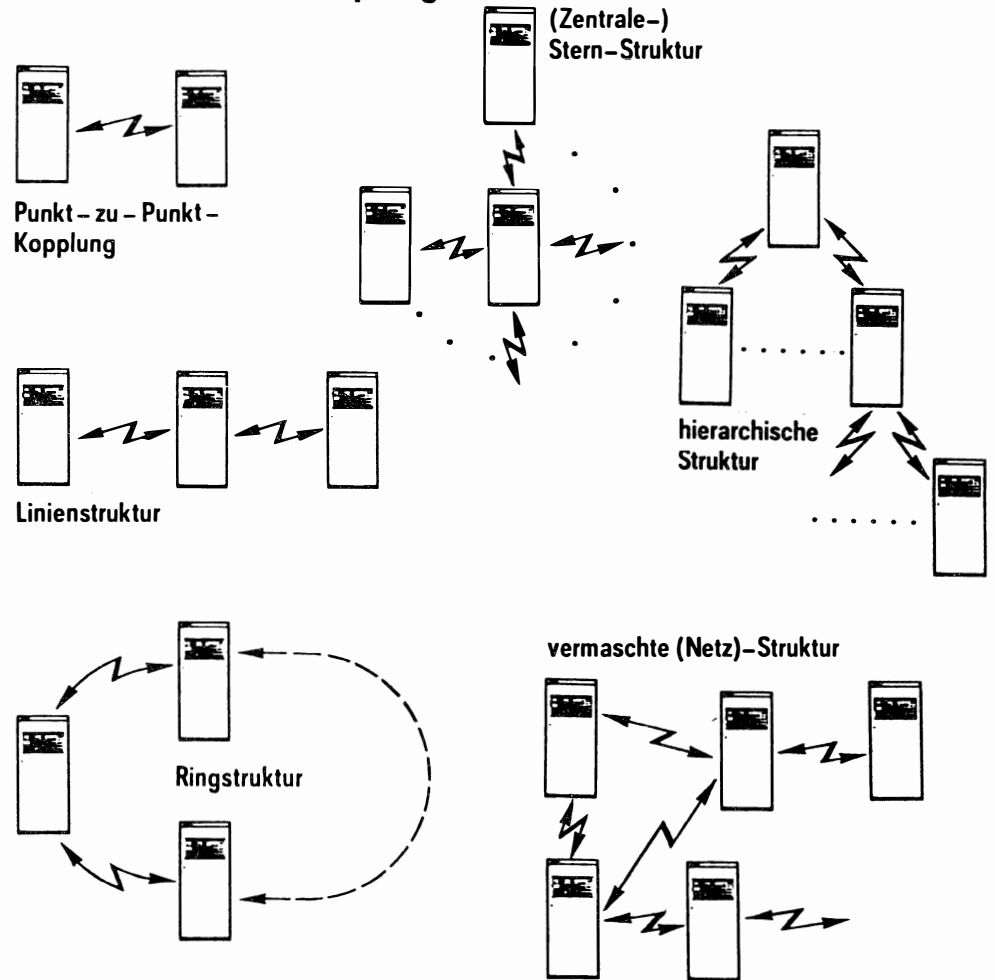 (Zentrale-)
Stern-Struktur
Punkt-zu-Punkt-
Kopplung
hierarchische
Struktur
Linienstruktur
vermaschte (Netz)-Struktur
Ringstruktur